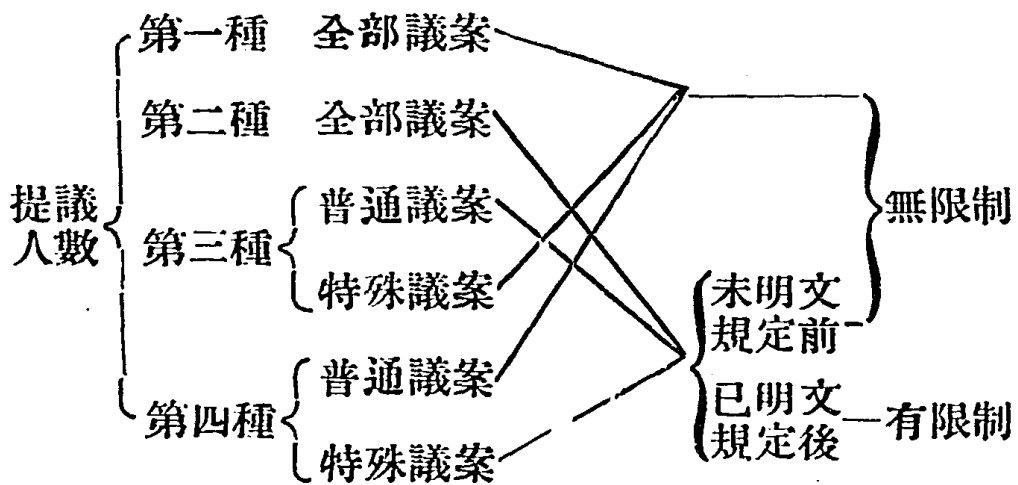 提議
人數
第一種 全部議案
第二種 全部議案
第三種
普通議案
特殊議案
第四種
普通議案
特殊議案
無限制
未明文
規定前
已明文
規定後
有限制